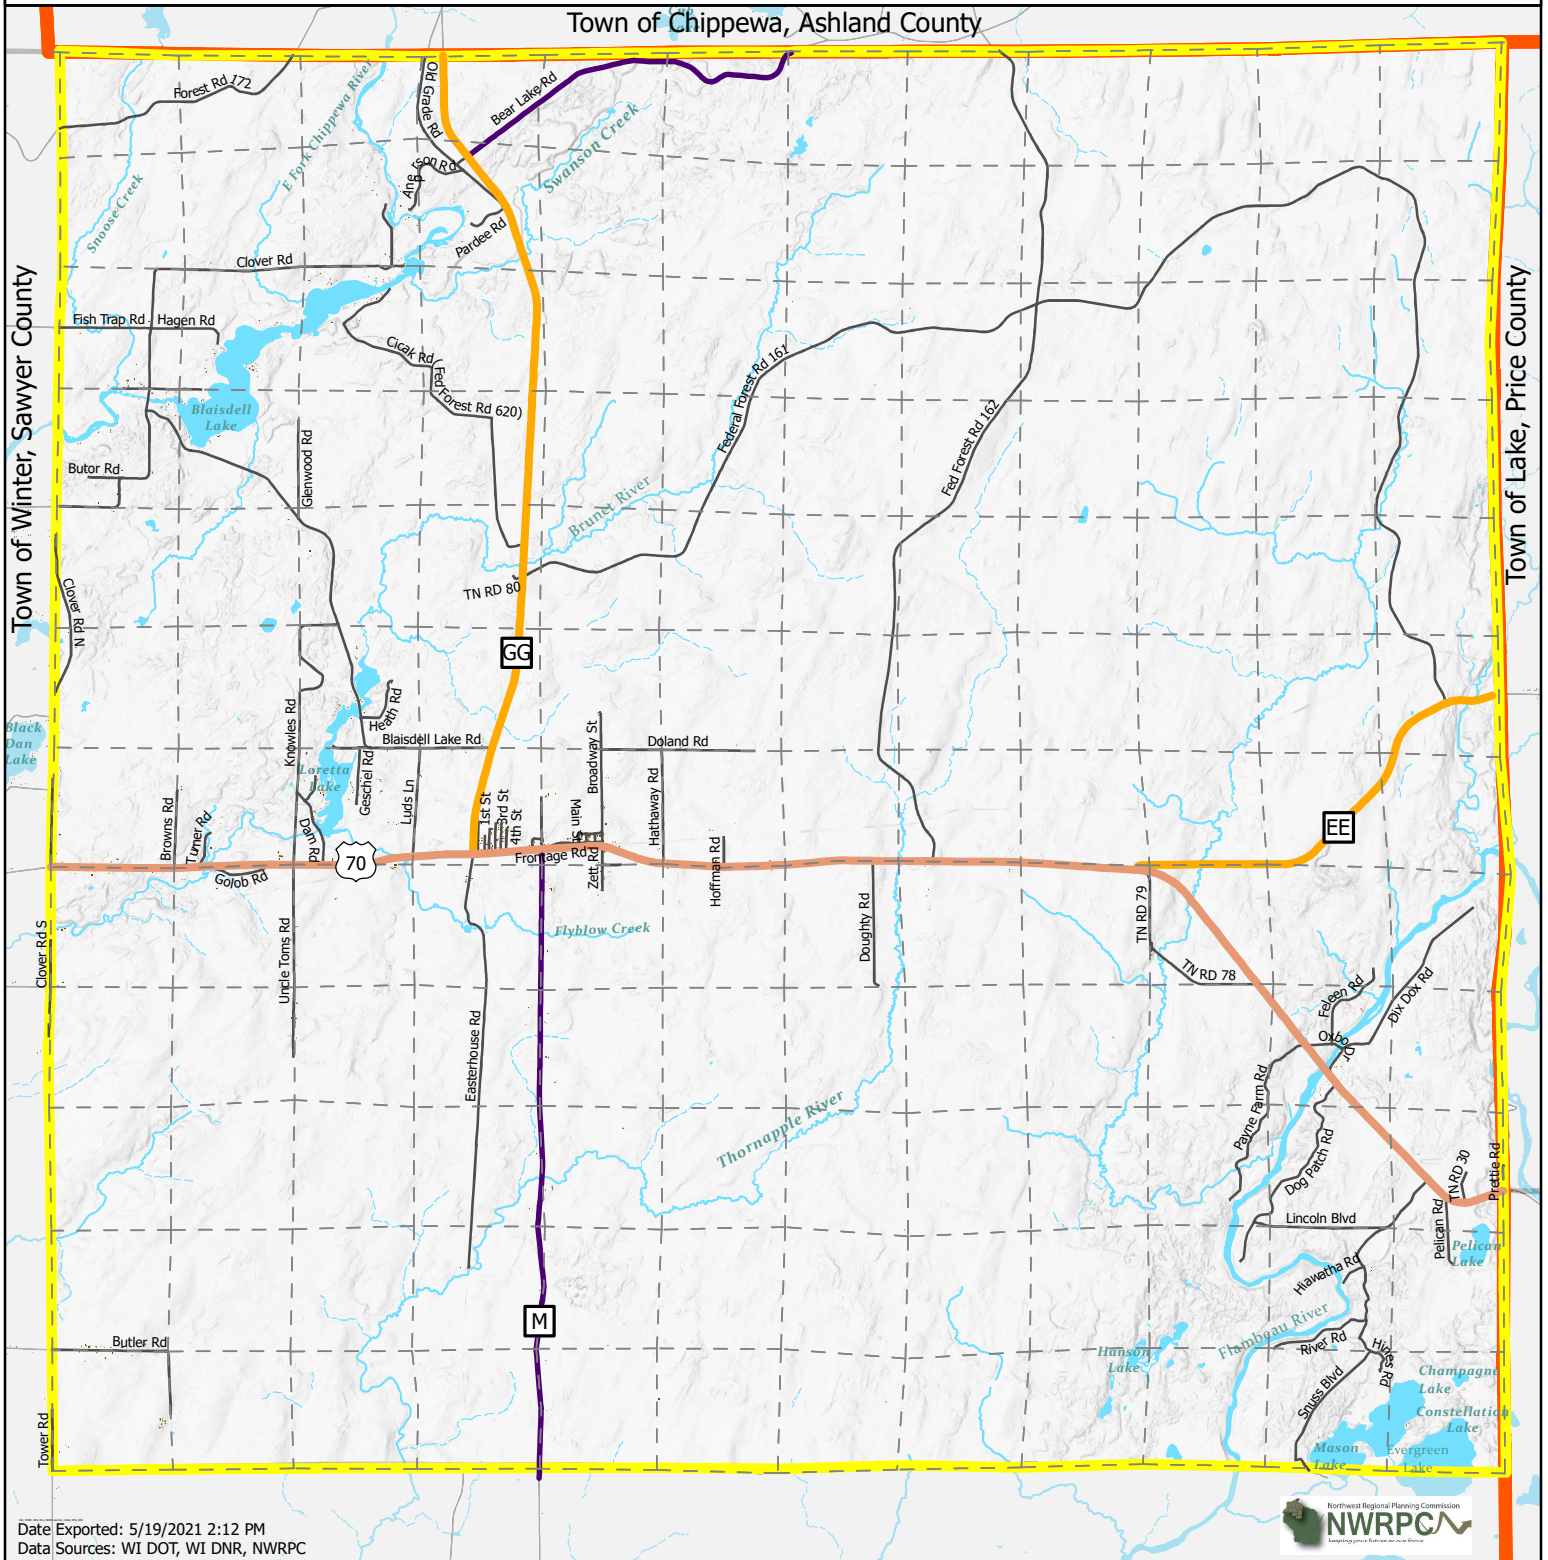 Town of Chippewa, Ashland County
Town of Winter, Sawyer County
Town of Lake, Price County
Forest Rd 172
E Fork Chippewa River
Old Grade Rd
Bear Lake Rd
Swanson Creek
Snoose Creek
Pardee Rd
Clover Rd
Fish Trap Rd
Hagen Rd
Cicak Rd (Fed Forest Rd 620)
Blaisdell
Lake
Federal Forest Rd 161
Fed Forest Rd 162
Glenwood Rd
Butor Rd
Brunet River
TN RD 80
Clover Rd N
GG
Black
Dan
Lake
Knowles Rd
Heath Rd
Blaisdell Lake Rd
Broadway St
Doland Rd
Loretta
Lake
Geschel Rd
Luds Ln
1st St
3rd St
4th St
Main St
Hathaway Rd
Browns Rd
Turner Rd
Dam Rd
70
Frontage Rd
Zett Rd
Hoffman Rd
EE
Golob Rd
Clover Rd S
Uncle Toms Rd
Flyblow Creek
Doughty Rd
TN RD 79
TN RD 78
Feleen Rd
Dix Dox Rd
Oxbo Dr
Easterhouse Rd
Payne Farm Rd
Thornapple River
Dog Patch Rd
TN RD 30
Prettie Rd
Lincoln Blvd
Pelican Rd
Pelican
Lake
Hiawatha Rd
M
Flambeau River
Butler Rd
River Rd
Hines Rd
Hanson
Lake
Snuss Blvd
Champagne
Lake
Constellation
Lake
Tower Rd
Mason
Lake
Evergreen
Lake
Date Exported: 5/19/2021 2:12 PM
Data Sources: WI DOT, WI DNR, NWRPC
Northwest Regional Planning Commission
NWRPC
keeping your future as our focus